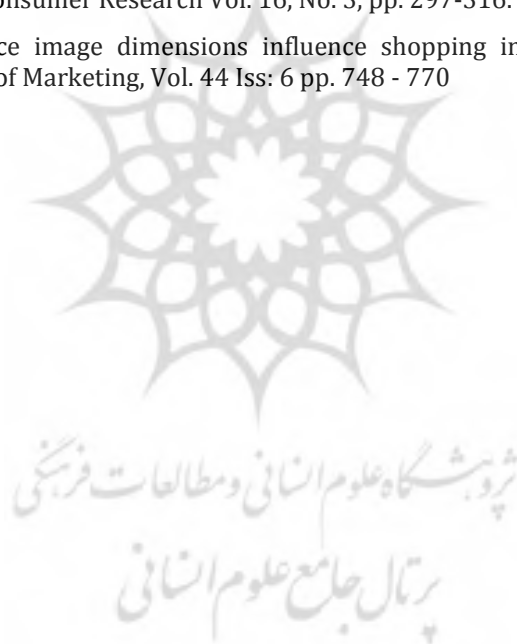 onsumer Research Vol. 16, No. 3, pp. 297-316.
ce image dimensions influence shopping in
of Marketing, Vol. 44 Iss: 6 pp. 748 - 770
پژوهشگاه علوم انسانی و مطالعات فرهنگی
پرتال جامع علوم انسانی